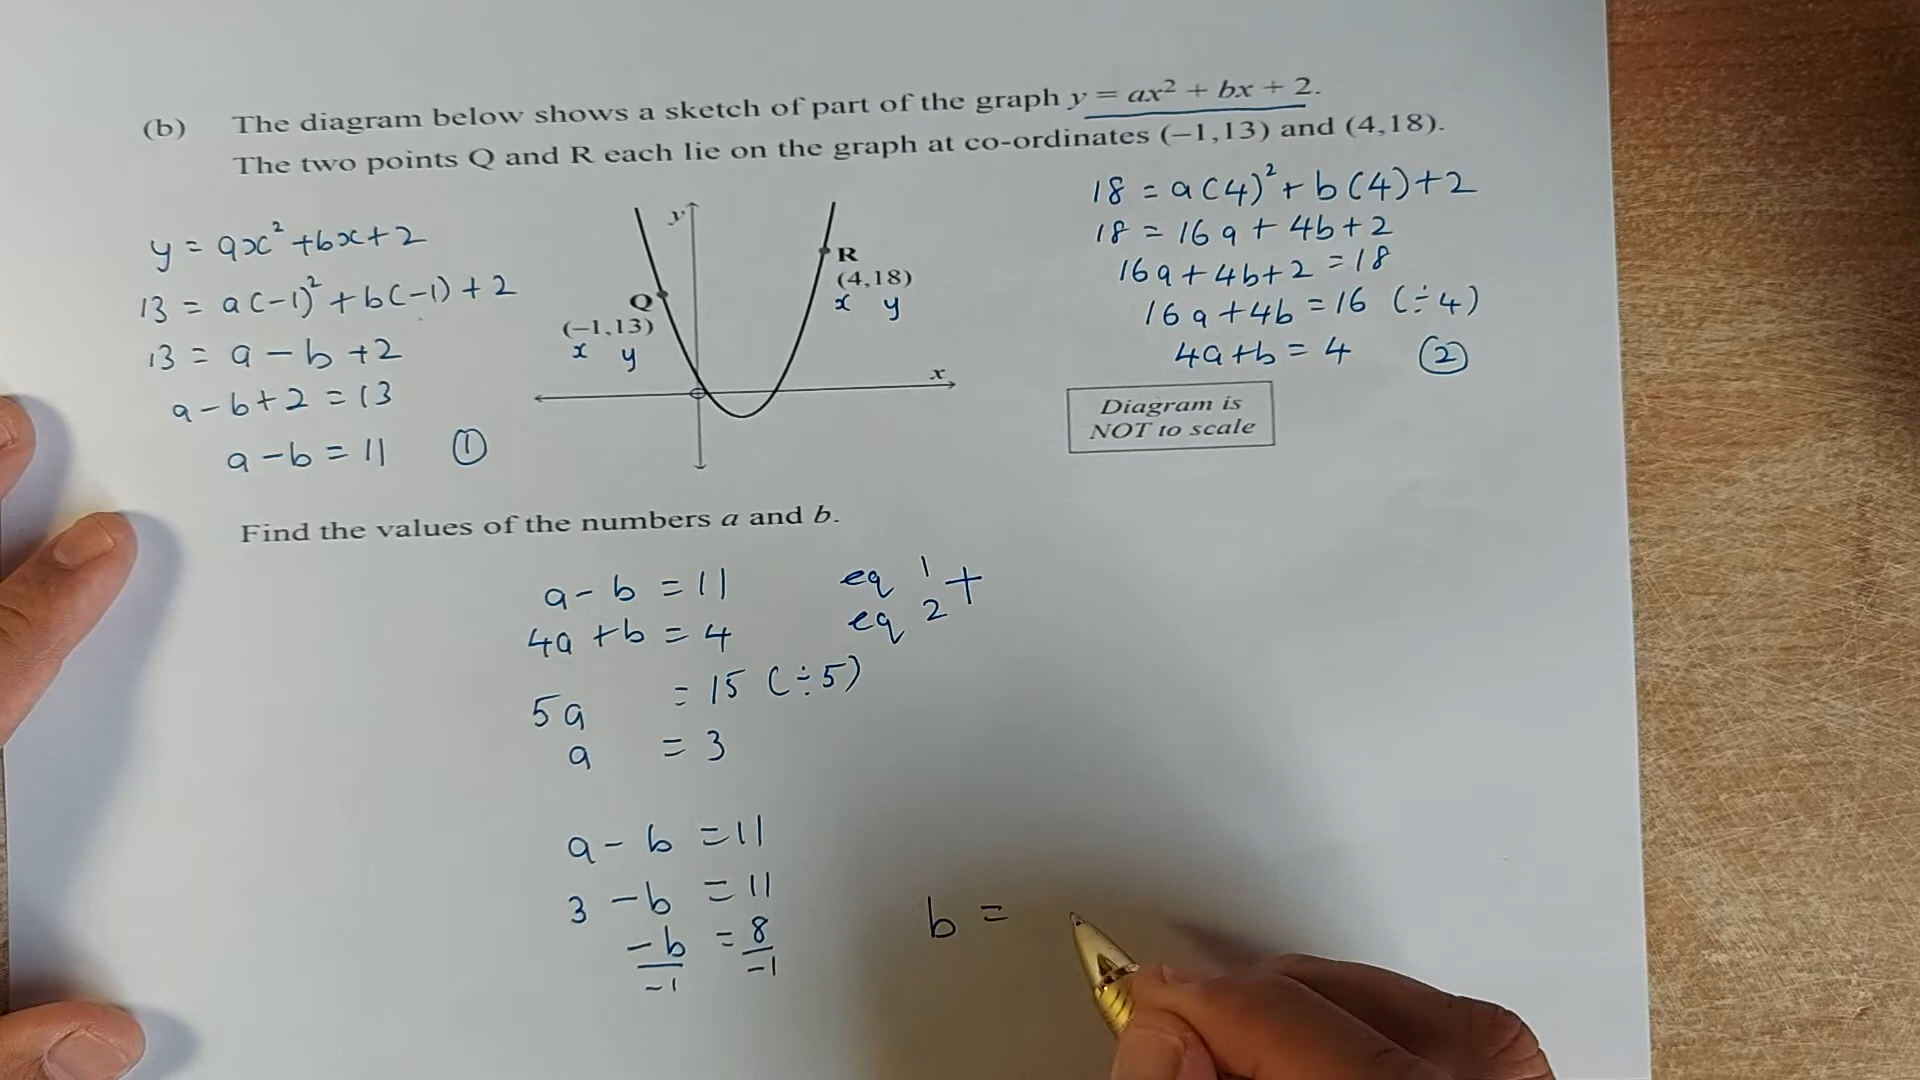 (b) The diagram below shows a sketch of part of the graph y = ax² + bx + 2.
The two points Q and R each lie on the graph at co-ordinates (−1,13) and (4,18).
y = ax² + bx + 2
13 = a(-1)² + b(-1) + 2
13 = a - b + 2
a - b + 2 = 13
a - b = 11 ①
y
Q
(−1,13)
x y
R
(4,18)
x y
x
18 = a(4)² + b(4) + 2
18 = 16a + 4b + 2
16a + 4b + 2 = 18
16a + 4b = 16 (÷4)
4a + b = 4 ②
Diagram is
NOT to scale
Find the values of the numbers a and b.
a - b = 11 eq 1 +
4a + b = 4 eq 2
5a = 15 (÷5)
a = 3
a - b = 11
3 - b = 11
-b = 8
-1 -1
b =